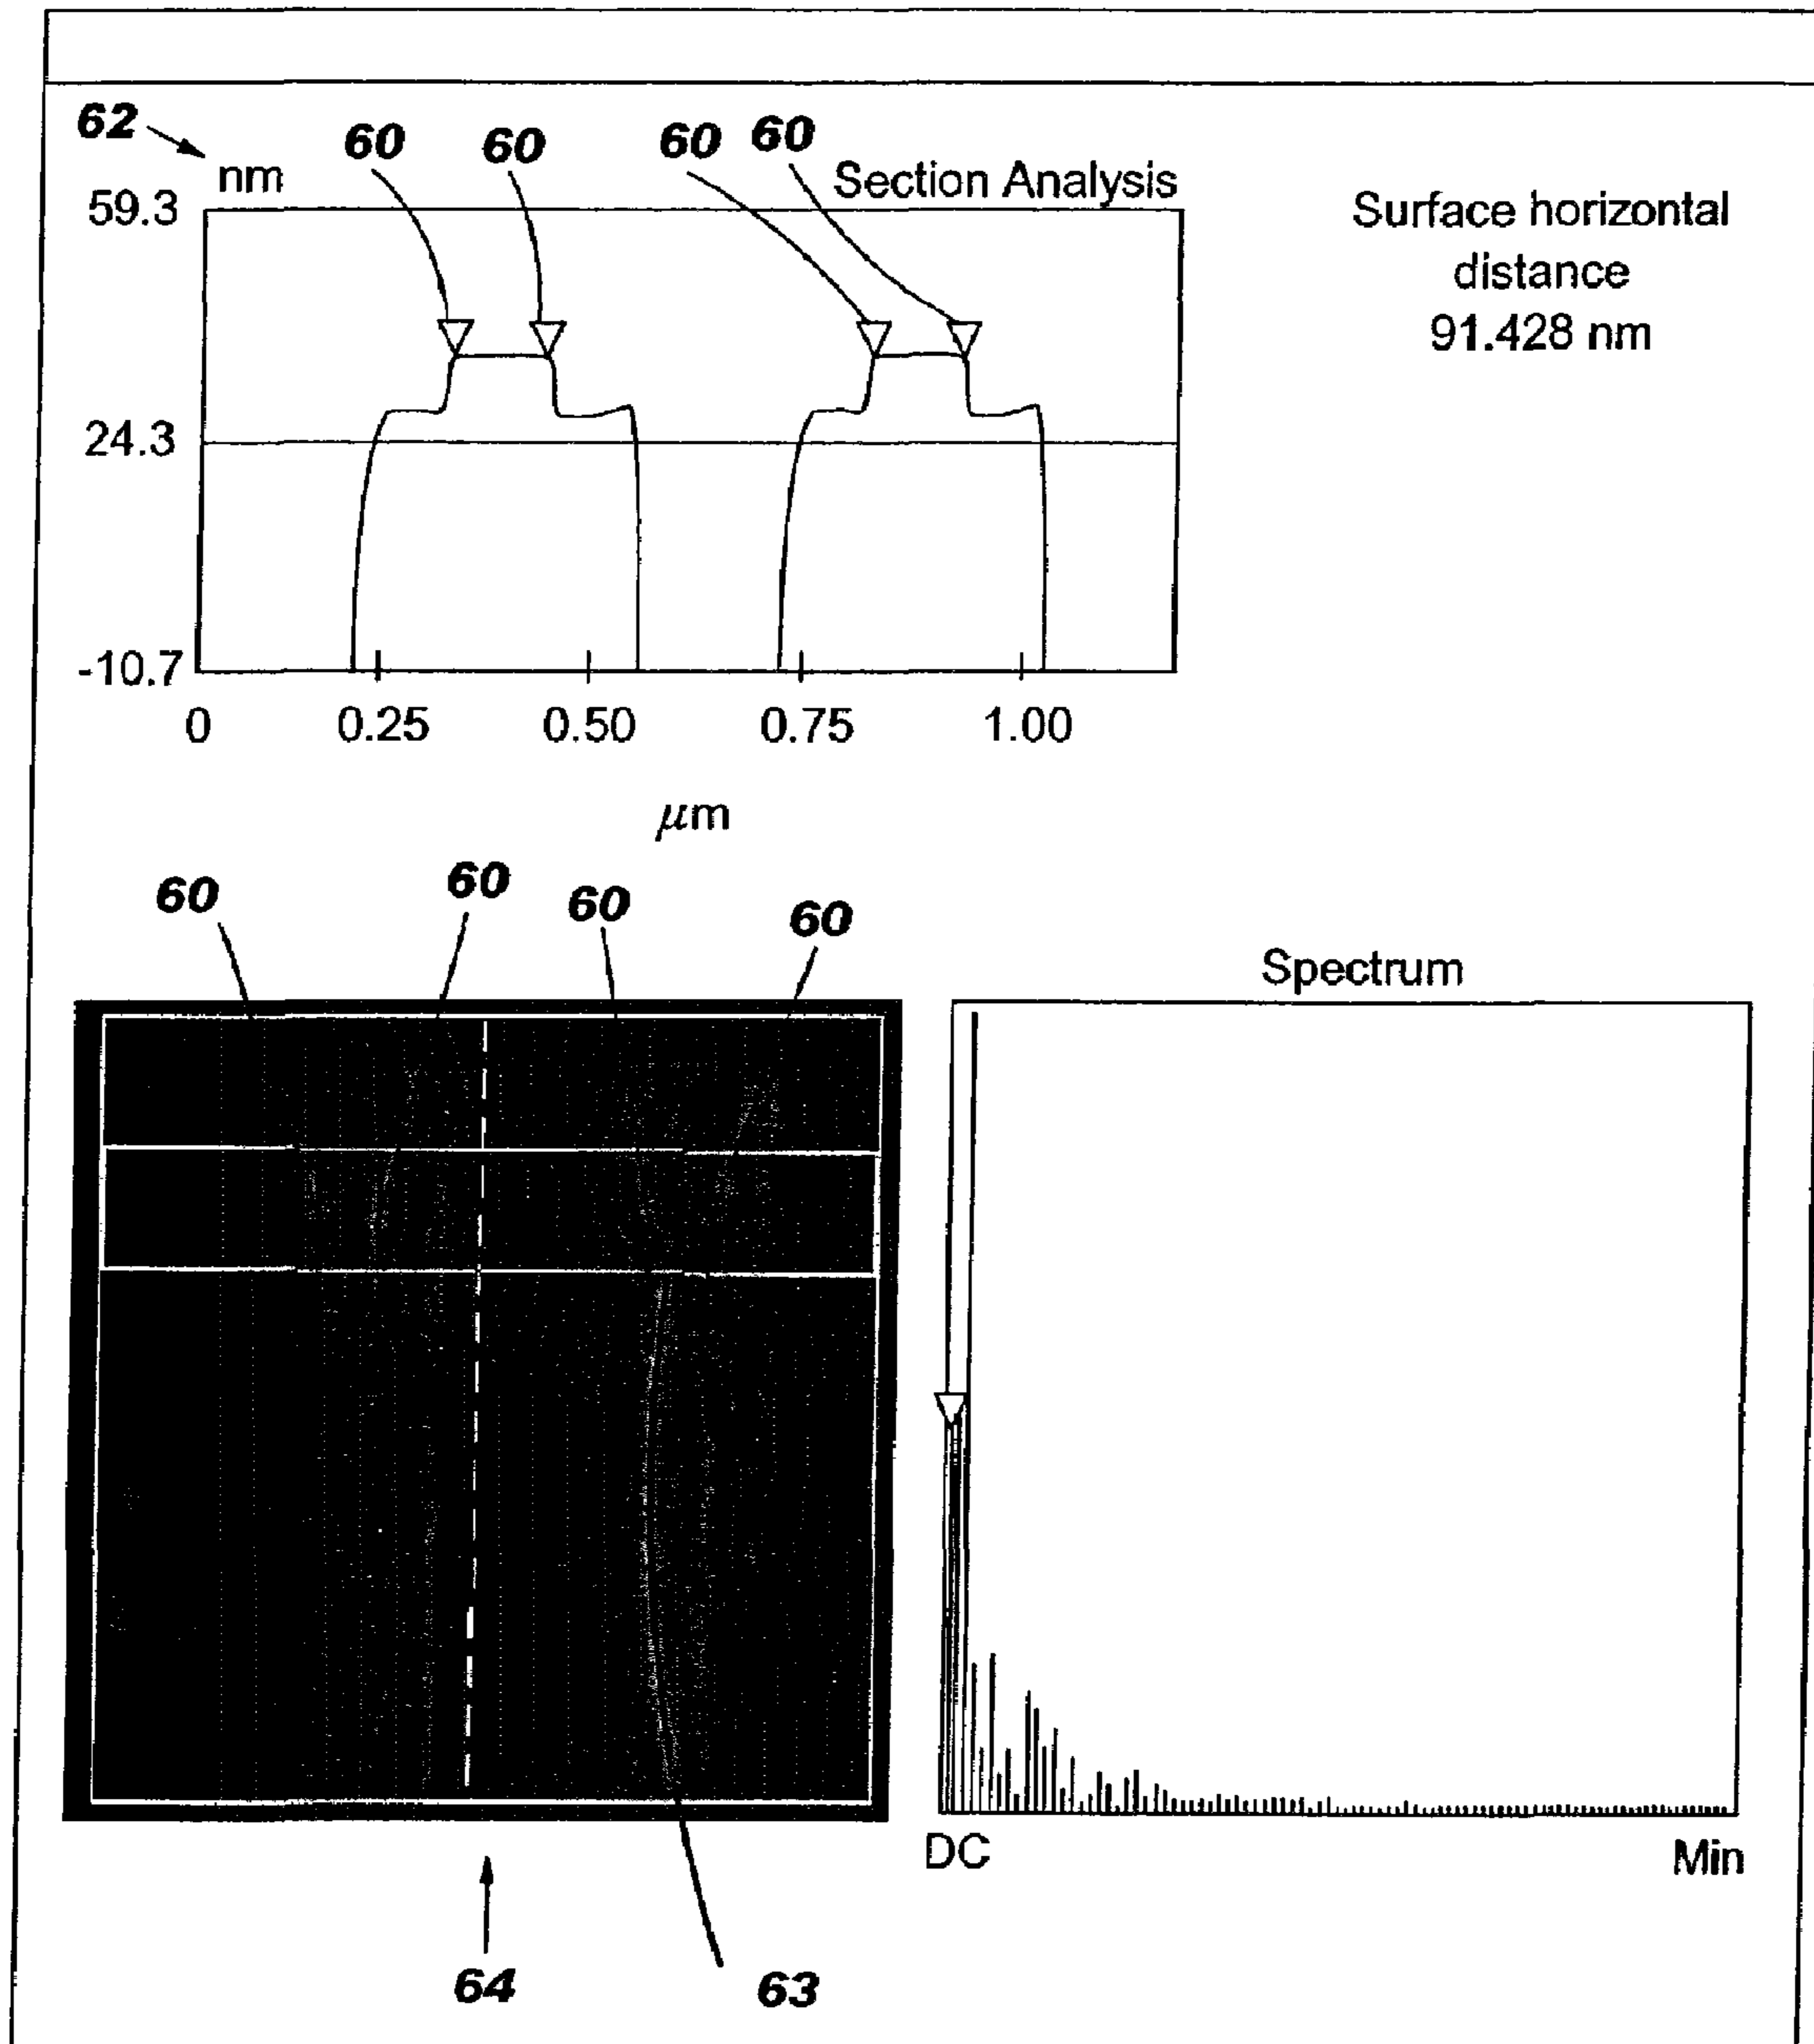 62
60 60 60 60
nm
Section Analysis
59.3
24.3
-10.7
0 0.25 0.50 0.75 1.00
μm
Surface horizontal
distance
91.428 nm
60 60 60 60
Spectrum
DC Min
64 63